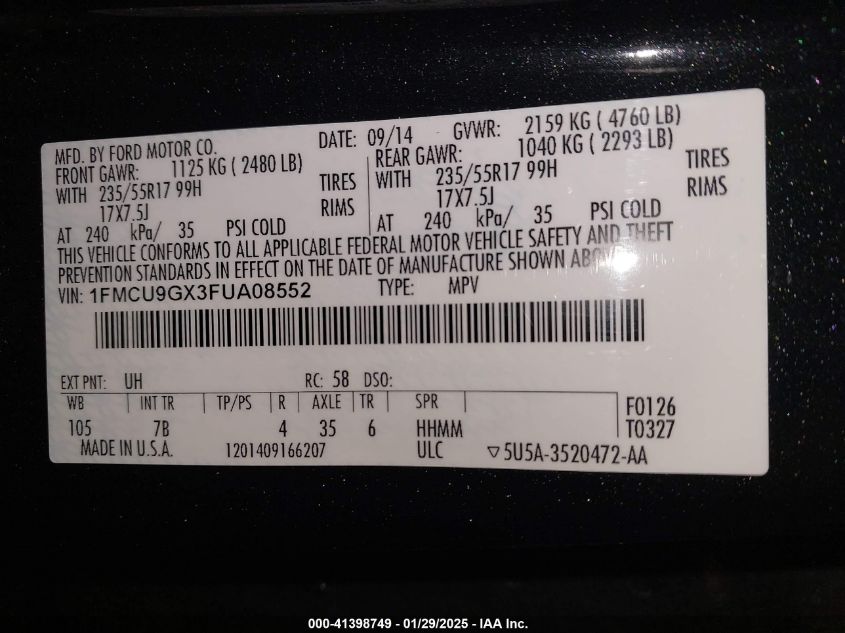 MFD. BY FORD MOTOR CO. DATE: 09/14 GVWR: 2159 KG ( 4760 LB)
FRONT GAWR: 1125 KG ( 2480 LB) REAR GAWR: 1040 KG ( 2293 LB)
WITH 235/55R17 99H TIRES WITH 235/55R17 99H TIRES
17X7.5J RIMS 17X7.5J RIMS
AT 240 kPa/ 35 PSI COLD AT 240 kPa/ 35 PSI COLD
THIS VEHICLE CONFORMS TO ALL APPLICABLE FEDERAL MOTOR VEHICLE SAFETY AND THEFT
PREVENTION STANDARDS IN EFFECT ON THE DATE OF MANUFACTURE SHOWN ABOVE.
VIN: 1FMCU9GX3FUA08552 TYPE: MPV
EXT PNT: UH RC: 58 DSO:
WB INT TR TP/PS R AXLE TR SPR F0126
105 7B 4 35 6 HHMM T0327
MADE IN U.S.A. 1201409166207 ULC ▽5U5A-3520472-AA
000-41398749 - 01/29/2025 - IAA Inc.